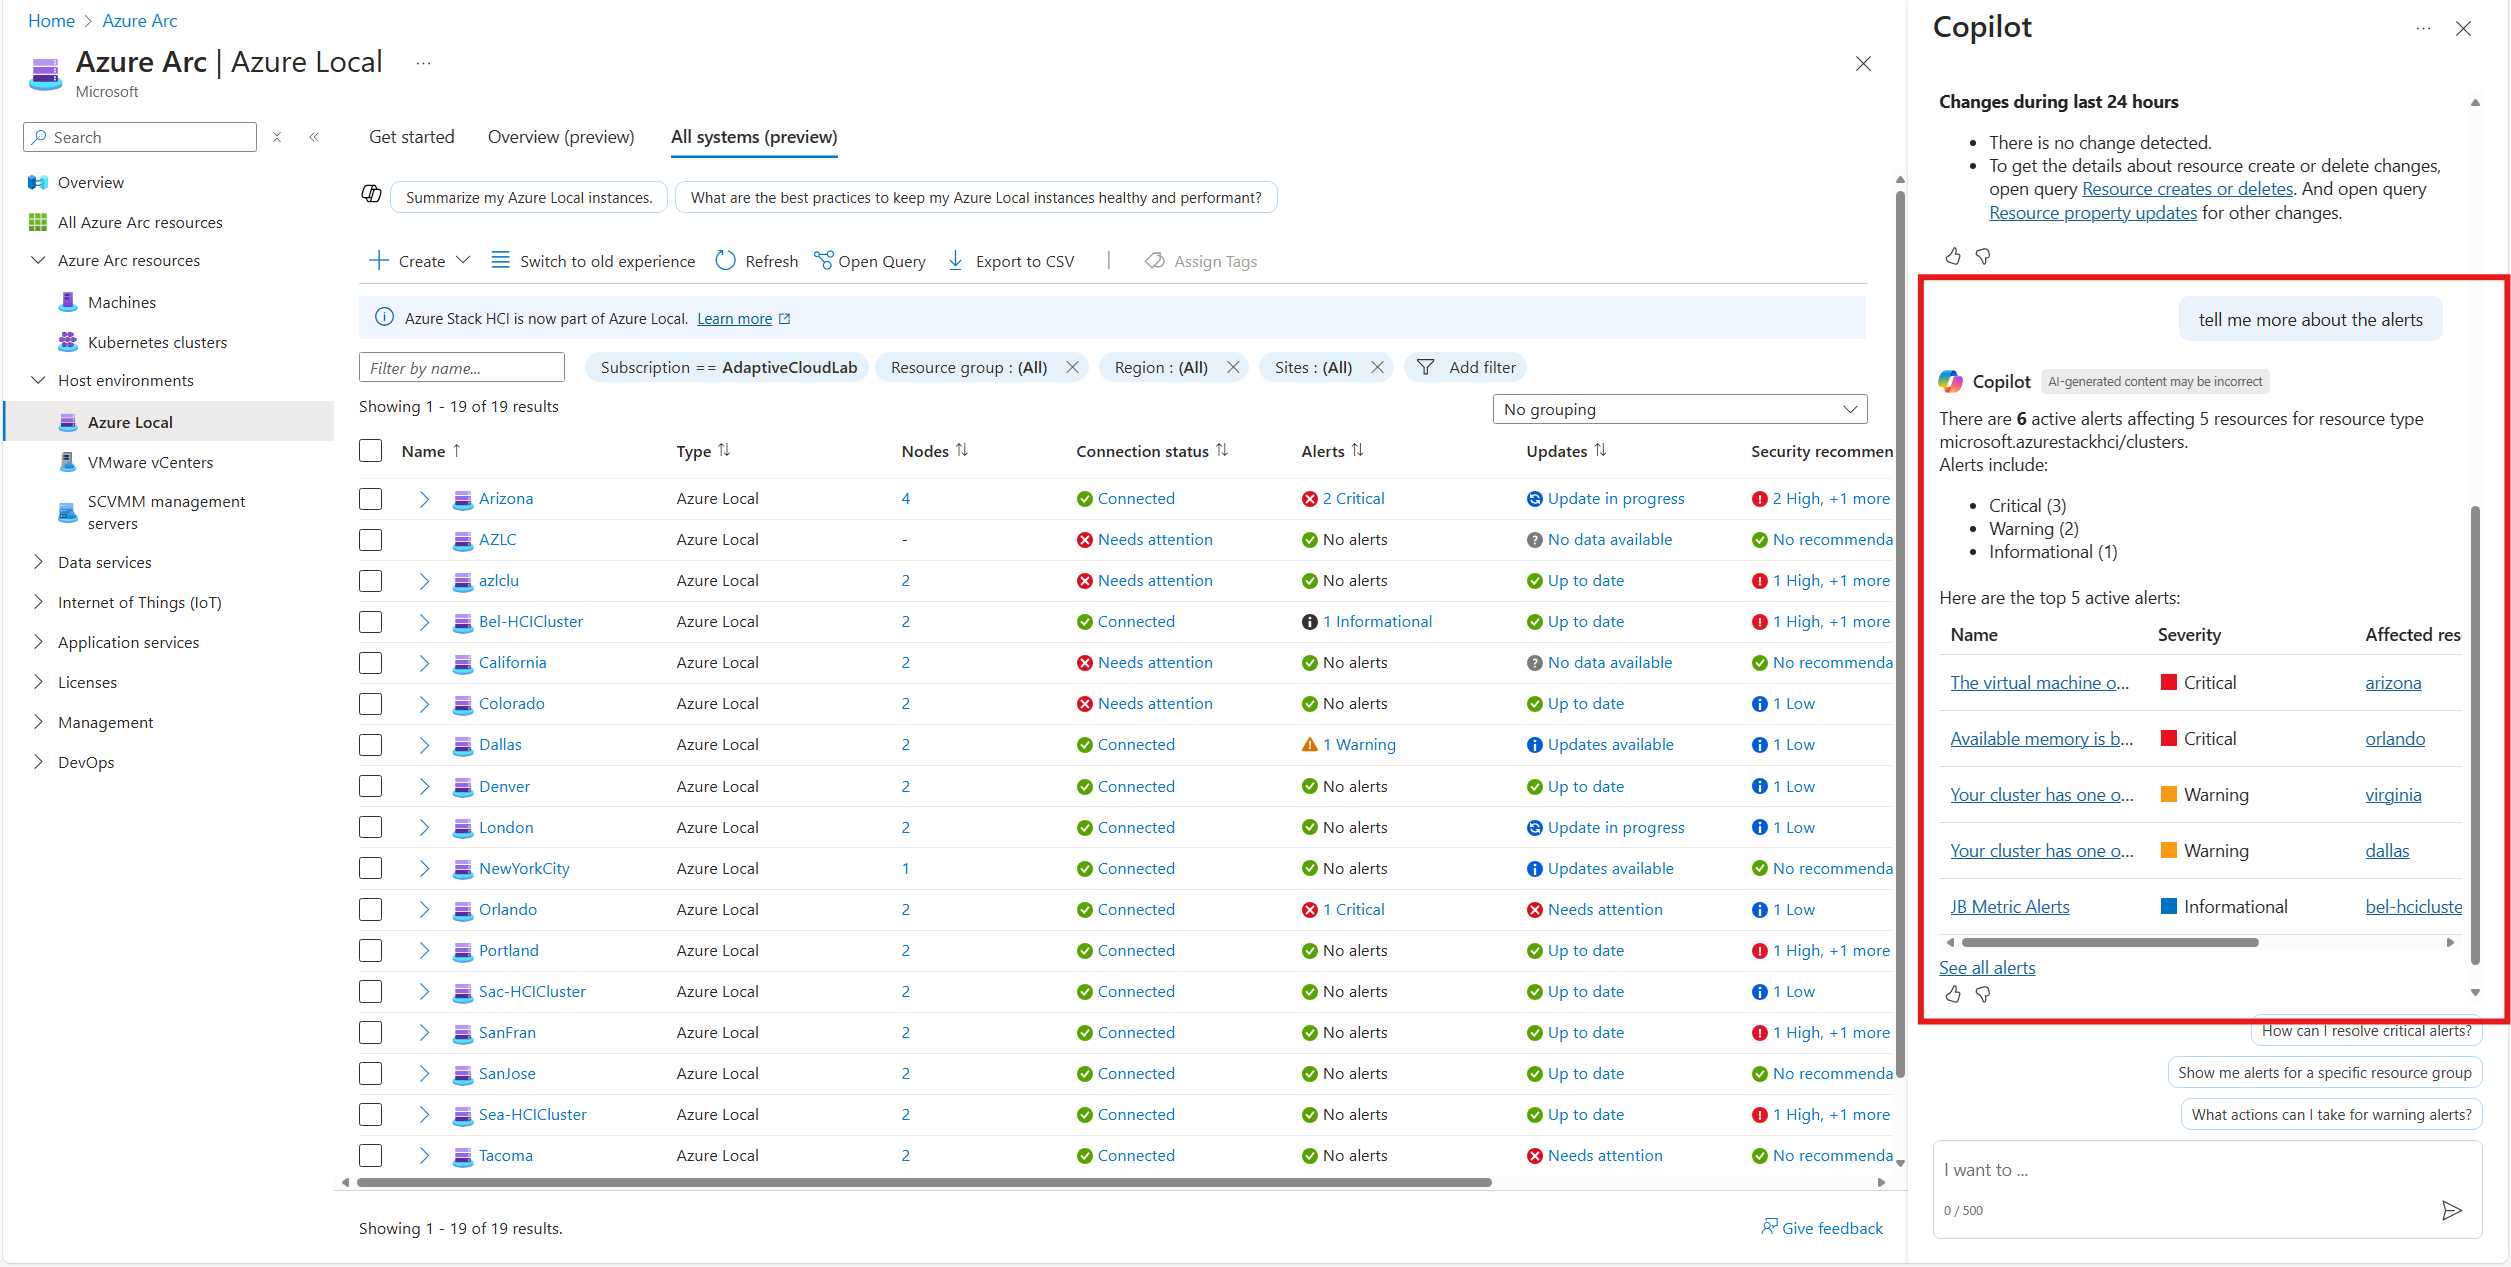 Home > Azure Arc
Azure Arc | Azure Local ...
Microsoft
Search
Overview
All Azure Arc resources
Azure Arc resources
Machines
Kubernetes clusters
Host environments
Azure Local
VMware vCenters
SCVMM management
servers
Data services
Internet of Things (IoT)
Application services
Licenses
Management
DevOps
Get started Overview (preview) All systems (preview)
Summarize my Azure Local instances. What are the best practices to keep my Azure Local instances healthy and performant?
Create Switch to old experience Refresh Open Query Export to CSV | Assign Tags
Azure Stack HCI is now part of Azure Local. Learn more
Filter by name... Subscription == AdaptiveCloudLab Resource group : (All) Region : (All) Sites : (All) Add filter
Showing 1 - 19 of 19 results No grouping
Name Type Nodes Connection status Alerts Updates Security recommen
Arizona Azure Local 4 Connected 2 Critical Update in progress 2 High, +1 more
AZLC Azure Local - Needs attention No alerts No data available No recommenda
azlclu Azure Local 2 Needs attention No alerts Up to date 1 High, +1 more
Bel-HCICluster Azure Local 2 Connected 1 Informational Up to date 1 High, +1 more
California Azure Local 2 Needs attention No alerts No data available No recommenda
Colorado Azure Local 2 Needs attention No alerts Up to date 1 Low
Dallas Azure Local 2 Connected 1 Warning Updates available 1 Low
Denver Azure Local 2 Connected No alerts Up to date 1 Low
London Azure Local 2 Connected No alerts Update in progress 1 Low
NewYorkCity Azure Local 1 Connected No alerts Updates available No recommenda
Orlando Azure Local 2 Connected 1 Critical Needs attention 1 Low
Portland Azure Local 2 Connected No alerts Up to date 1 High, +1 more
Sac-HCICluster Azure Local 2 Connected No alerts Up to date 1 Low
SanFran Azure Local 2 Connected No alerts Up to date 1 High, +1 more
SanJose Azure Local 2 Connected No alerts Up to date No recommenda
Sea-HCICluster Azure Local 2 Connected No alerts Up to date 1 High, +1 more
Tacoma Azure Local 2 Connected No alerts Needs attention No recommenda
Showing 1 - 19 of 19 results. Give feedback
Copilot ...
Changes during last 24 hours
• There is no change detected.
• To get the details about resource create or delete changes,
open query Resource creates or deletes. And open query
Resource property updates for other changes.
tell me more about the alerts
Copilot AI-generated content may be incorrect
There are 6 active alerts affecting 5 resources for resource type
microsoft.azurestackhci/clusters.
Alerts include:
• Critical (3)
• Warning (2)
• Informational (1)
Here are the top 5 active alerts:
Name Severity Affected res
The virtual machine o... Critical arizona
Available memory is b... Critical orlando
Your cluster has one o... Warning virginia
Your cluster has one o... Warning dallas
JB Metric Alerts Informational bel-hcicluste
See all alerts
How can I resolve critical alerts?
Show me alerts for a specific resource group
What actions can I take for warning alerts?
I want to ...
0 / 500